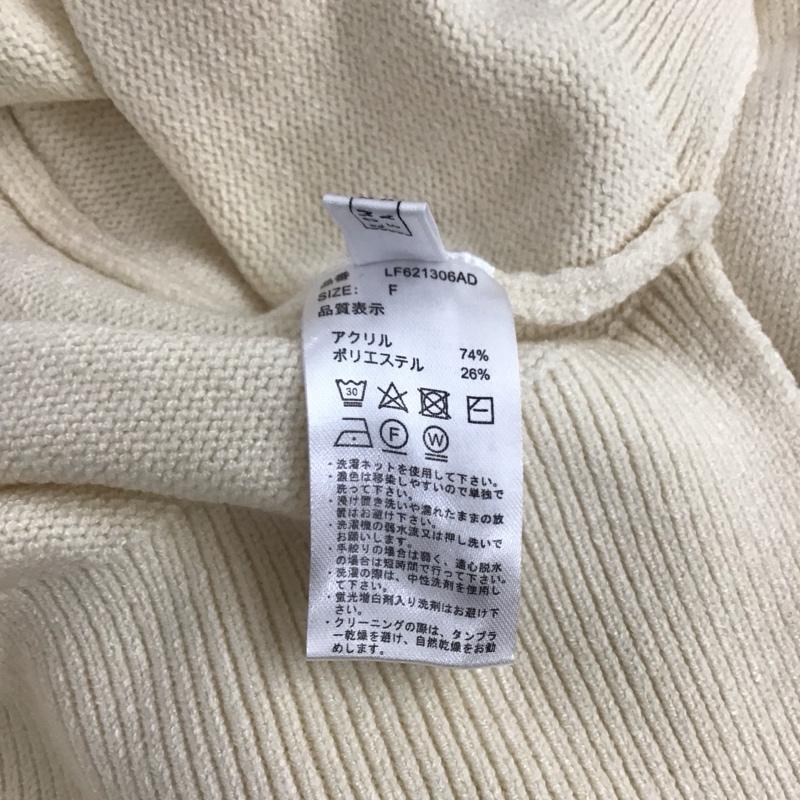 品番 LF621306AD
SIZE: F
品質表示
アクリル 74%
ポリエステル 26%
30
F W
・洗濯ネットを使用して下さい。
・濃色は移染しやすいので単独で
洗って下さい。
・浸け置き洗いや濡れたままの放
置はお避け下さい。
・洗濯機の弱水流又は押し洗いで
お願いします。
・手絞りの場合は弱く、遠心脱水
の場合は短時間で行って下さい。
・洗濯の際は、中性洗剤を使用し
て下さい。
・蛍光増白剤入り洗剤はお避け下
さい。
・クリーニングの際は、タンブラ
ー乾燥を避け、自然乾燥をお勧
めします。